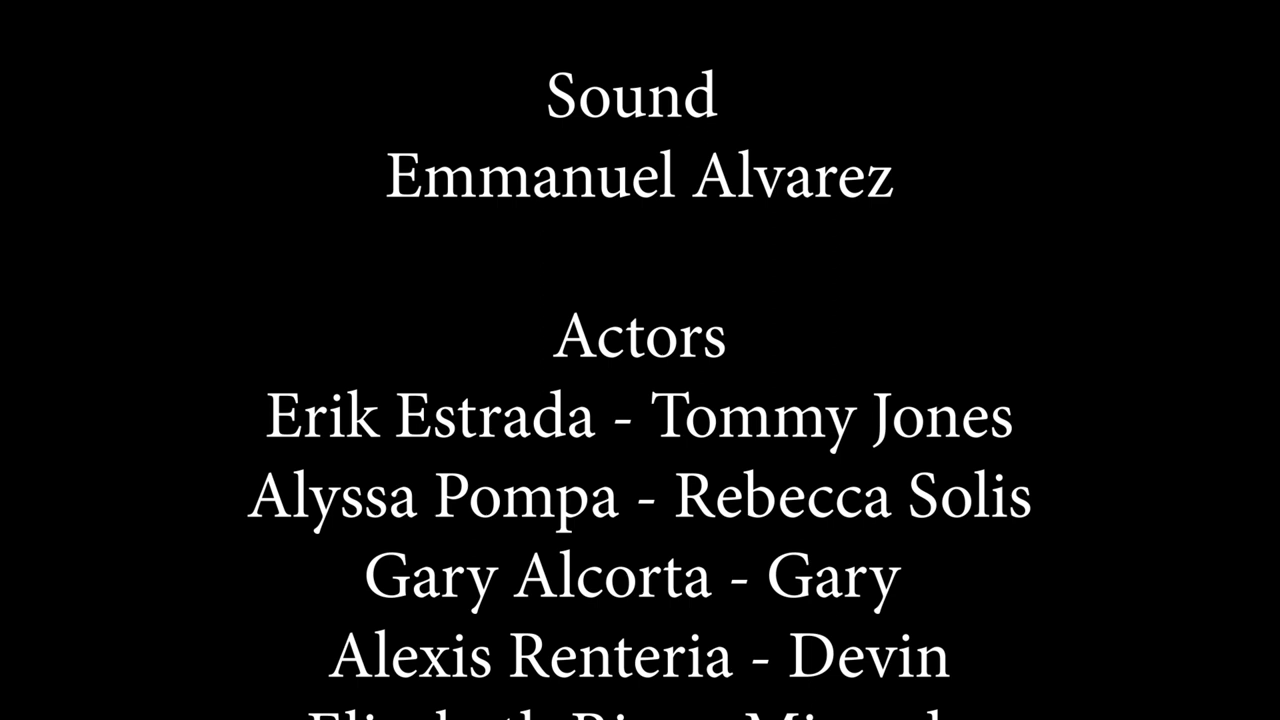 Sound
Emmanuel Alvarez
Actors
Erik Estrada - Tommy Jones
Alyssa Pompa - Rebecca Solis
Gary Alcorta - Gary
Alexis Renteria - Devin